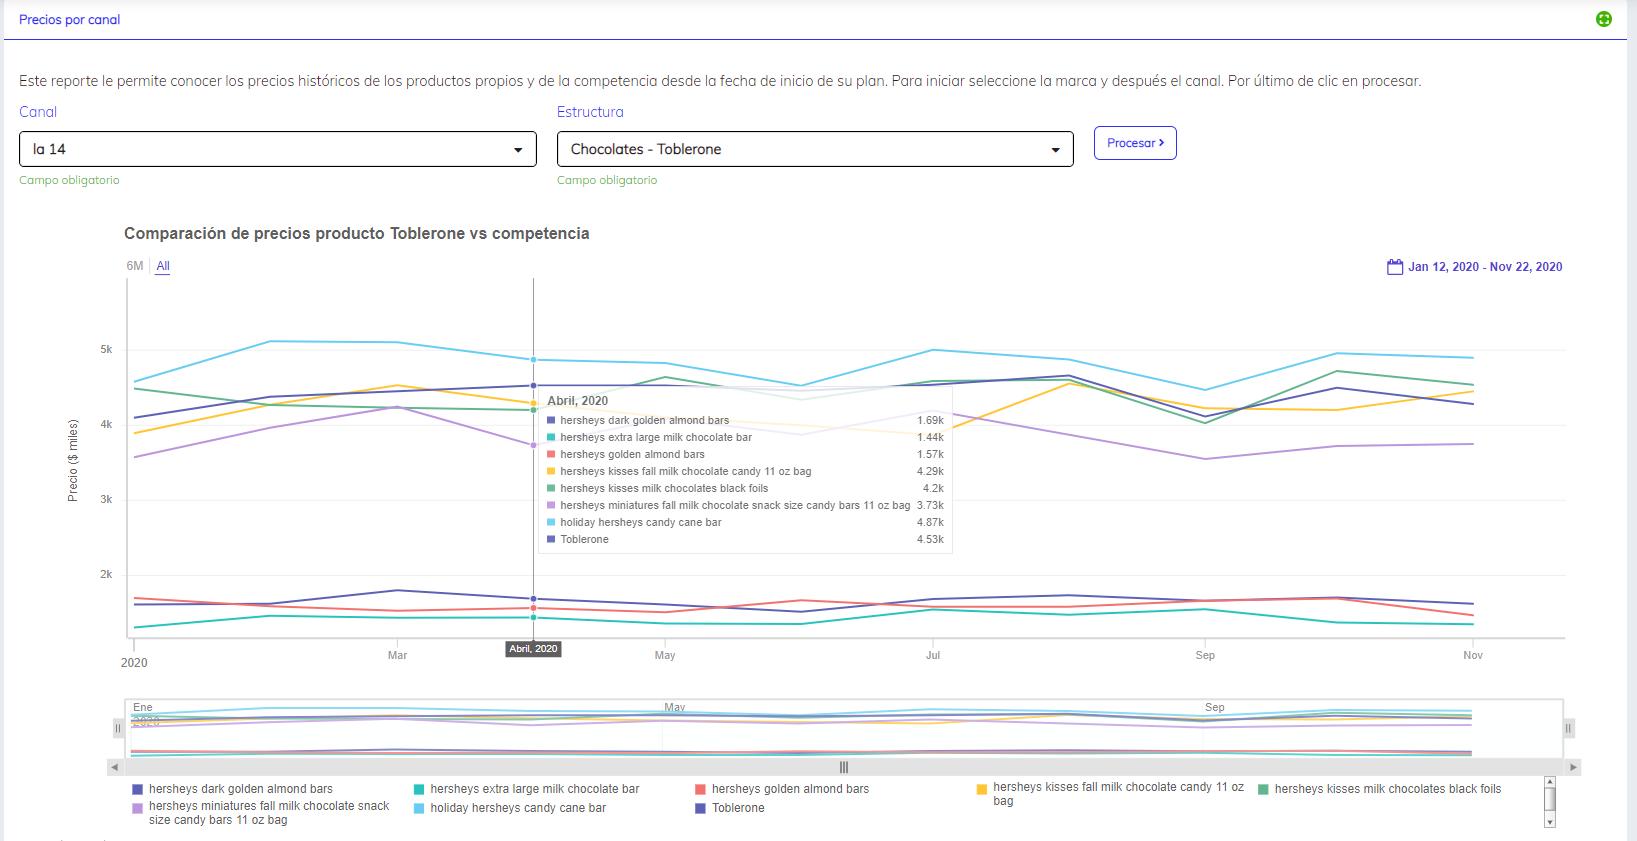 Precios por canal
Este reporte le permite conocer los precios históricos de los productos propios y de la competencia desde la fecha de inicio de su plan. Para iniciar seleccione la marca y después el canal. Por último de clic en procesar.
Canal
Estructura
la 14
Chocolates - Toblerone
Procesar
Campo obligatorio
Campo obligatorio
Comparación de precios producto Toblerone vs competencia
6M All
Jan 12, 2020 - Nov 22, 2020
5k
4k
3k
2k
Precio ($ miles)
Abril, 2020
hersheys dark golden almond bars 1.69k
hersheys extra large milk chocolate bar 1.44k
hersheys golden almond bars 1.57k
hersheys kisses fall milk chocolate candy 11 oz bag 4.29k
hersheys kisses milk chocolates black foils 4.2k
hersheys miniatures fall milk chocolate snack size candy bars 11 oz bag 3.73k
holiday hersheys candy cane bar 4.87k
Toblerone 4.53k
2020
Mar
Abril, 2020
May
Jul
Sep
Nov
Ene
2020
May
Sep
hersheys dark golden almond bars
hersheys extra large milk chocolate bar
hersheys golden almond bars
hersheys kisses fall milk chocolate candy 11 oz
bag
hersheys kisses milk chocolates black foils
hersheys miniatures fall milk chocolate snack
size candy bars 11 oz bag
holiday hersheys candy cane bar
Toblerone